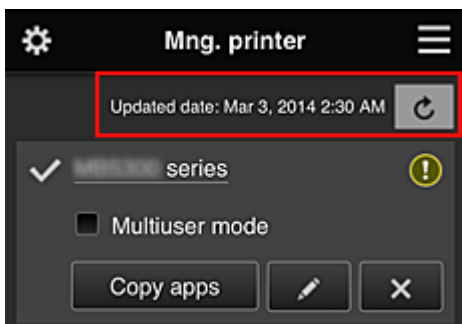 Mng. printer
Updated date: Mar 3, 2014 2:30 AM
series
Multiuser mode
Copy apps